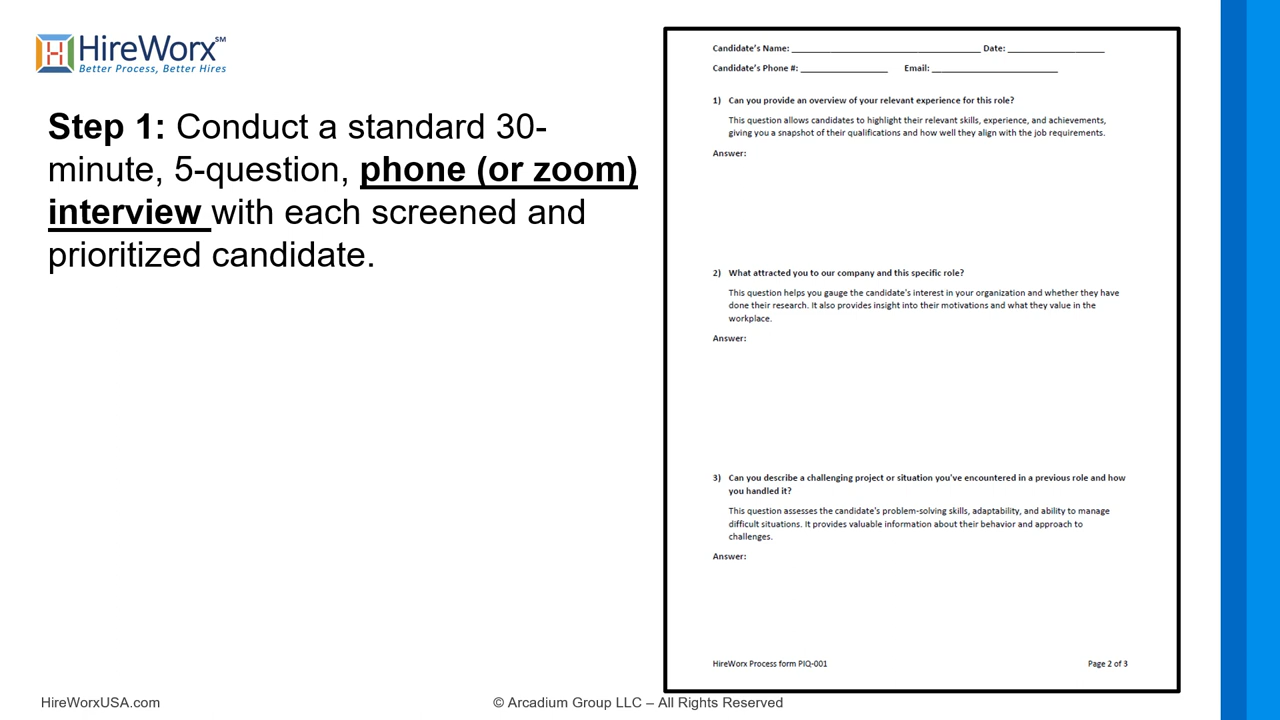 HireWorx℠
Better Process, Better Hires
Step 1: Conduct a standard 30-
minute, 5-question, phone (or zoom)
interview with each screened and
prioritized candidate.
Candidate's Name: ______________________________________ Date: ____________________
Candidate's Phone #: __________________ Email: __________________________
1) Can you provide an overview of your relevant experience for this role?
This question allows candidates to highlight their relevant skills, experience, and achievements,
giving you a snapshot of their qualifications and how well they align with the job requirements.
Answer:
2) What attracted you to our company and this specific role?
This question helps you gauge the candidate's interest in your organization and whether they have
done their research. It also provides insight into their motivations and what they value in the
workplace.
Answer:
3) Can you describe a challenging project or situation you've encountered in a previous role and how
you handled it?
This question assesses the candidate's problem-solving skills, adaptability, and ability to manage
difficult situations. It provides valuable information about their behavior and approach to
challenges.
Answer:
HireWorx Process form PIQ-001 Page 2 of 3
HireWorxUSA.com © Arcadium Group LLC – All Rights Reserved